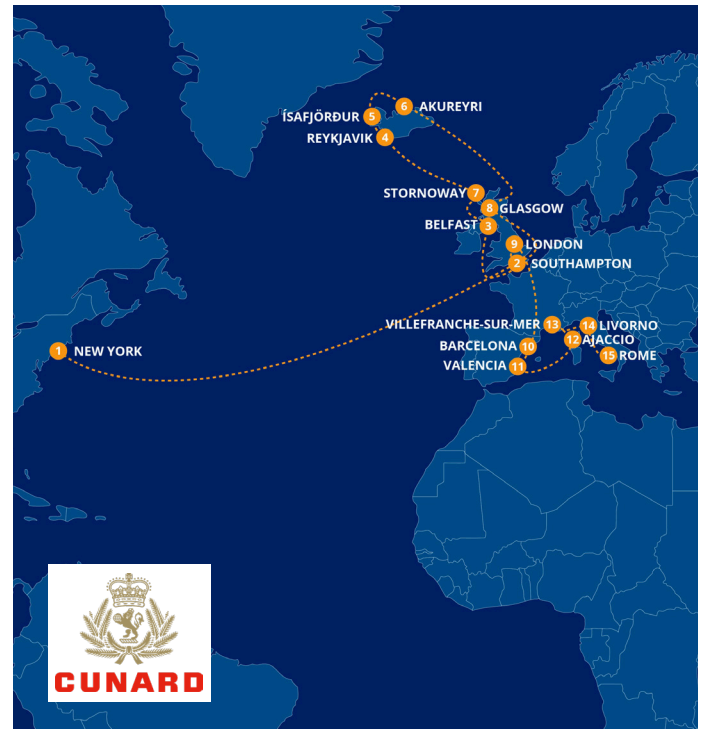 6 AKUREYRI
ÍSAFJÖRÐUR 5
REYKJAVIK 4
STORNOWAY 7
8 GLASGOW
BELFAST 3
9 LONDON
2 SOUTHAMPTON
VILLEFRANCHE-SUR-MER 13
14 LIVORNO
12 AJACCIO
BARCELONA 10
1 NEW YORK
15 ROME
VALENCIA 11
CUNARD